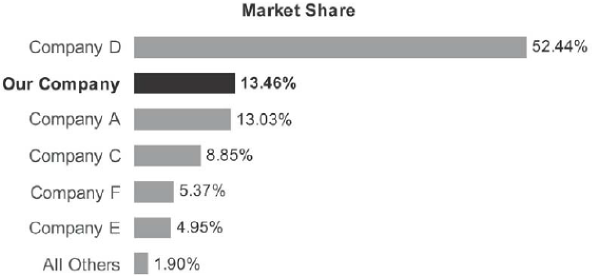 Market Share
Company D 52.44%
Our Company 13.46%
Company A 13.03%
Company C 8.85%
Company F 5.37%
Company E 4.95%
All Others 1.90%